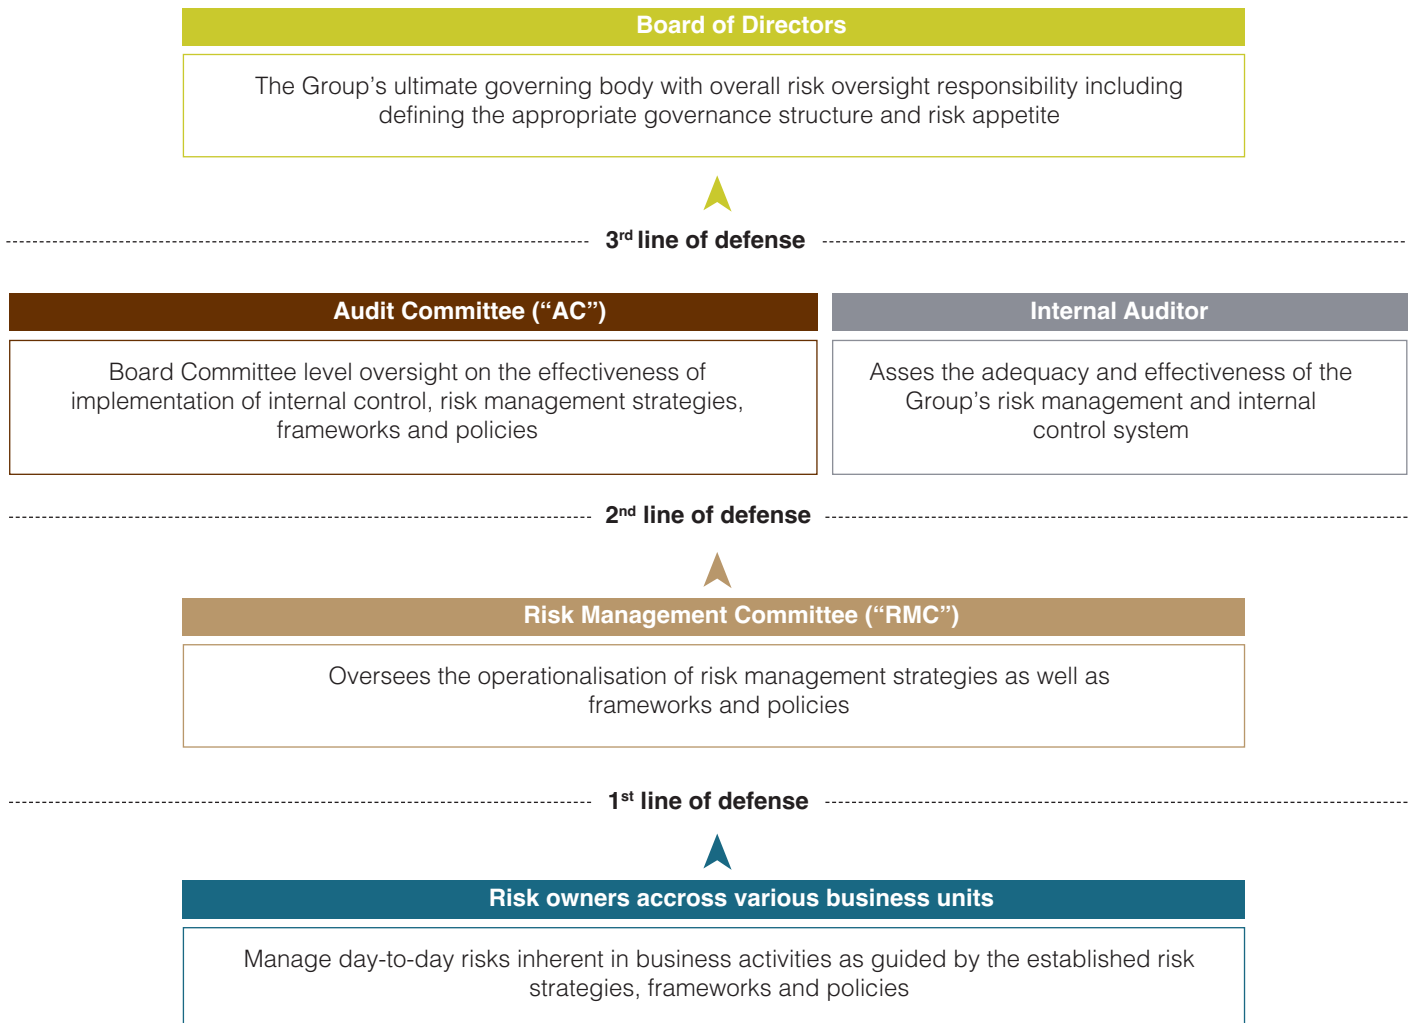 Board of Directors
The Group’s ultimate governing body with overall risk oversight responsibility including
defining the appropriate governance structure and risk appetite
3rd line of defense
Audit Committee (“AC”)
Board Committee level oversight on the effectiveness of
implementation of internal control, risk management strategies,
frameworks and policies
Internal Auditor
Asses the adequacy and effectiveness of the
Group’s risk management and internal
control system
2nd line of defense
Risk Management Committee (“RMC”)
Oversees the operationalisation of risk management strategies as well as
frameworks and policies
1st line of defense
Risk owners accross various business units
Manage day-to-day risks inherent in business activities as guided by the established risk
strategies, frameworks and policies